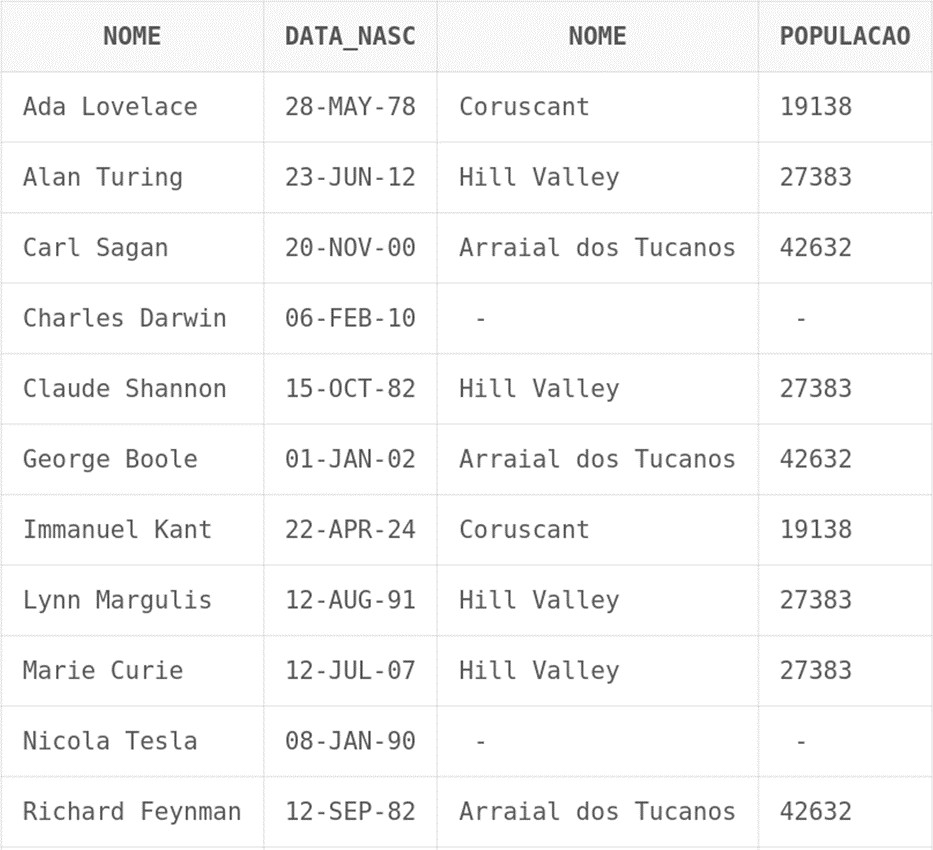 NOME DATA_NASC NOME POPULACAO
Ada Lovelace 28-MAY-78 Coruscant 19138
Alan Turing 23-JUN-12 Hill Valley 27383
Carl Sagan 20-NOV-00 Arraial dos Tucanos 42632
Charles Darwin 06-FEB-10 - -
Claude Shannon 15-OCT-82 Hill Valley 27383
George Boole 01-JAN-02 Arraial dos Tucanos 42632
Immanuel Kant 22-APR-24 Coruscant 19138
Lynn Margulis 12-AUG-91 Hill Valley 27383
Marie Curie 12-JUL-07 Hill Valley 27383
Nicola Tesla 08-JAN-90 - -
Richard Feynman 12-SEP-82 Arraial dos Tucanos 42632